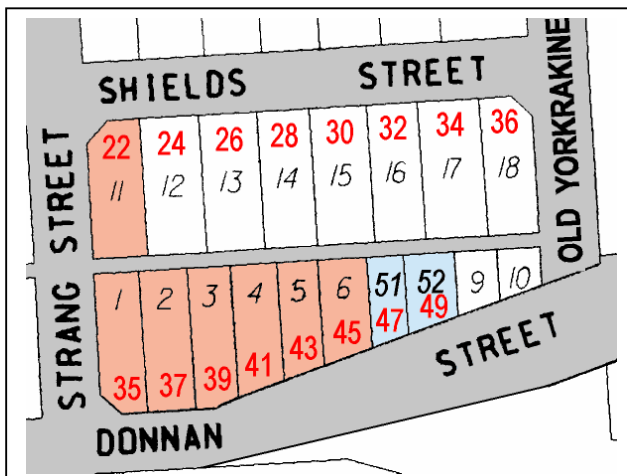 SHIELDS STREET
OLD YORKRAKINE
STRANG STREET
22 24 26 28 30 32 34 36
11 12 13 14 15 16 17 18
1 2 3 4 5 6 51 52 9 10
35 37 39 41 43 45 47 49
DONNAN STREET